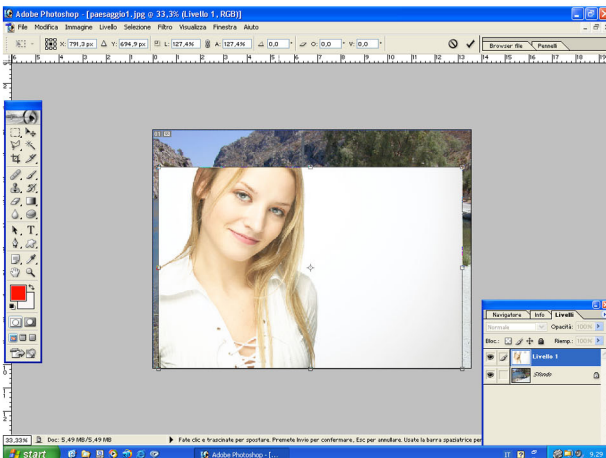 Adobe Photoshop - [paesaggio1.jpg @ 33,3% (Livello 1, RGB)]
File Modifica Immagine Livello Selezione Filtro Visualizza Finestra Aiuto
X: 791,3 px Y: 694,9 px L: 127,4% A: 127,4% 0,0 ° O: 0,0 ° V: 0,0 °
Browser file Pennelli
Navigatore Info Livelli
Normale Opacità: 100%
Bloc.: Riemp.: 100%
Livello 1
Sfondo
33,33% Doc: 5,49 MB/5,49 MB Fate clic e trascinate per spostare. Premete Invio per confermare, Esc per annullare. Usate la barra spaziatrice per
start Adobe Photoshop - [... IT 9.29